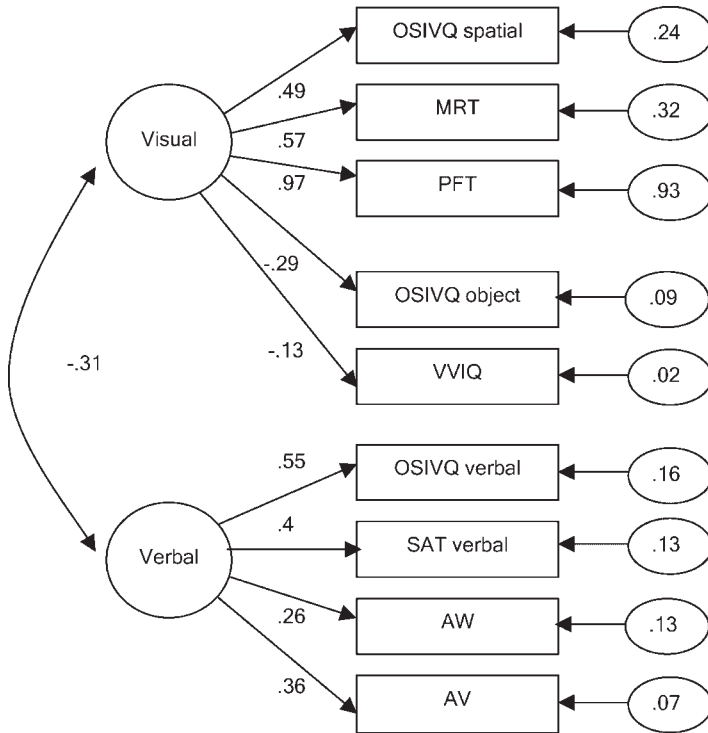 OSIVQ spatial
.24
.49
MRT
.32
Visual
.57
PFT
.93
.97
-.29
OSIVQ object
.09
-.13
VVIQ
.02
-.31
.55
OSIVQ verbal
.16
.4
SAT verbal
.13
Verbal
.26
AW
.13
.36
AV
.07